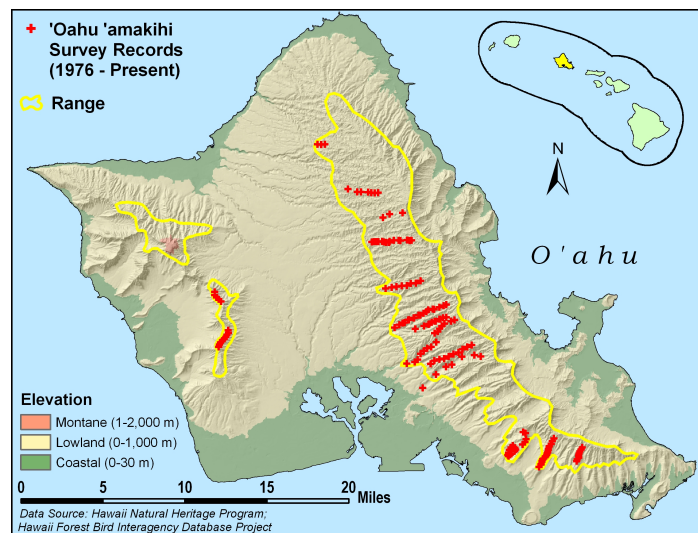 'Oahu 'amakihi
Survey Records
(1976 - Present)
Range
N
O'ahu
Elevation
Montane (1-2,000 m)
Lowland (0-1,000 m)
Coastal (0-30 m)
0 5 10 15 20 Miles
Data Source: Hawaii Natural Heritage Program;
Hawaii Forest Bird Interagency Database Project